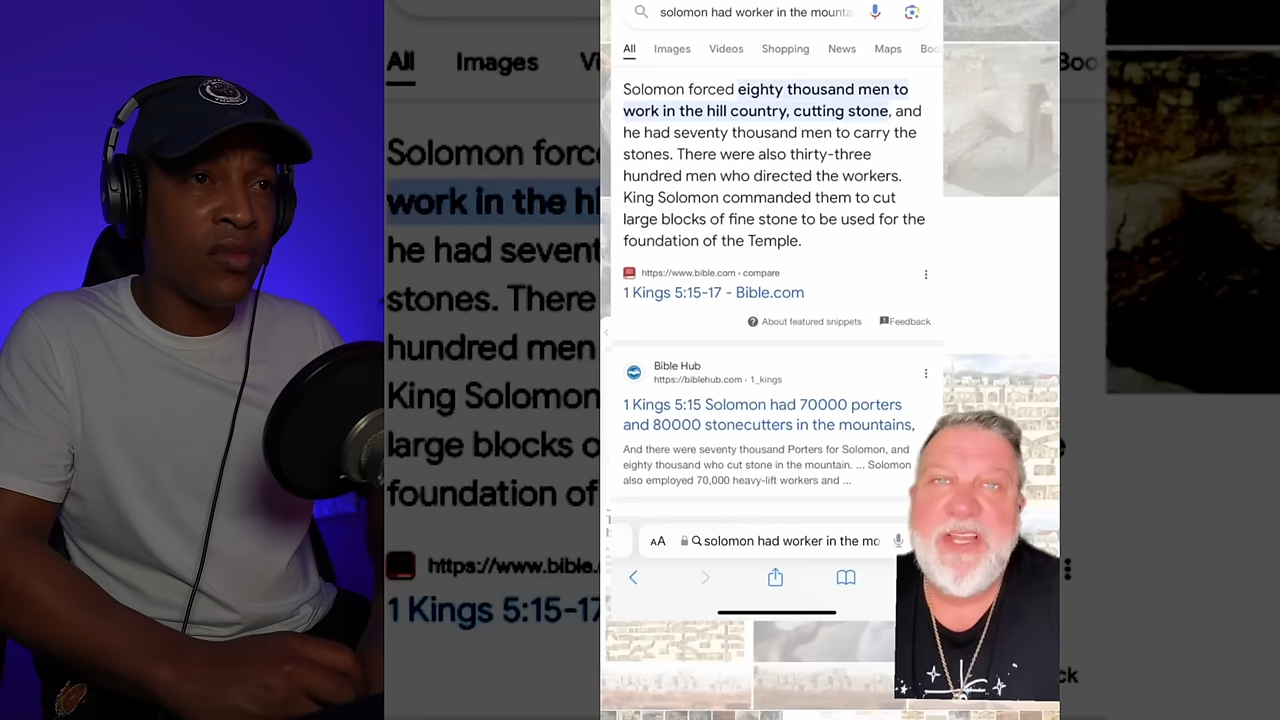 solomon had worker in the mounta
All Images Videos Shopping News Maps Boo
Solomon forced eighty thousand men to
work in the hill country, cutting stone, and
he had seventy thousand men to carry the
stones. There were also thirty-three
hundred men who directed the workers.
King Solomon commanded them to cut
large blocks of fine stone to be used for the
foundation of the Temple.
https://www.bible.com › compare
1 Kings 5:15-17 - Bible.com
About featured snippets Feedback
Bible Hub
https://biblehub.com › 1_kings
1 Kings 5:15 Solomon had 70000 porters
and 80000 stonecutters in the mountains,
And there were seventy thousand Porters for Solomon, and
eighty thousand who cut stone in the mountain. ... Solomon
also employed 70,000 heavy-lift workers and ...
AA solomon had worker in the mo
All Images Vi
Boo
Solomon forc
work in the hi
he had sevent
stones. There
hundred men
King Solomon
large blocks o
foundation of
https://www.bible.
1 Kings 5:15-17
ck